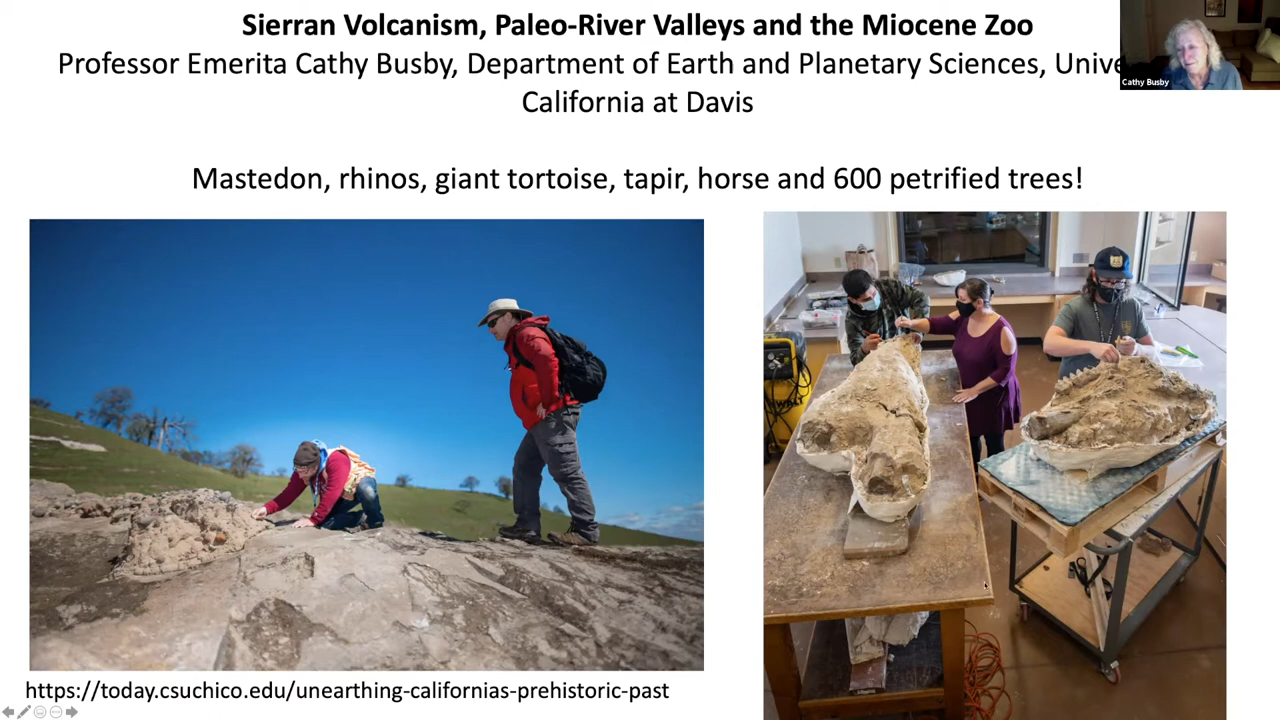 Sierran Volcanism, Paleo-River Valleys and the Miocene Zoo
Professor Emerita Cathy Busby, Department of Earth and Planetary Sciences, Unive
California at Davis
Cathy Busby
Mastedon, rhinos, giant tortoise, tapir, horse and 600 petrified trees!
https://today.csuchico.edu/unearthing-californias-prehistoric-past